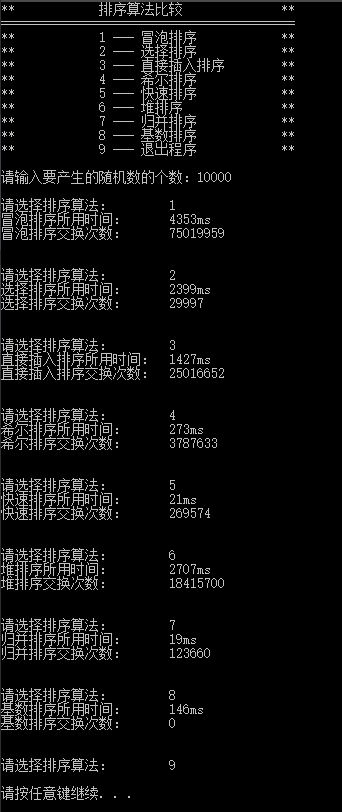 ** 排序算法比较 **
** 1 --- 冒泡排序 **
** 2 --- 选择排序 **
** 3 --- 直接插入排序 **
** 4 --- 希尔排序 **
** 5 --- 快速排序 **
** 6 --- 堆排序 **
** 7 --- 归并排序 **
** 8 --- 基数排序 **
** 9 --- 退出程序 **
请输入要产生的随机数的个数: 10000
请选择排序算法: 1
冒泡排序所用时间: 4353ms
冒泡排序交换次数: 75019959
请选择排序算法: 2
选择排序所用时间: 2399ms
选择排序交换次数: 29997
请选择排序算法: 3
直接插入排序所用时间: 1427ms
直接插入排序交换次数: 25016652
请选择排序算法: 4
希尔排序所用时间: 273ms
希尔排序交换次数: 3787633
请选择排序算法: 5
快速排序所用时间: 21ms
快速排序交换次数: 269574
请选择排序算法: 6
堆排序所用时间: 2707ms
堆排序交换次数: 18415700
请选择排序算法: 7
归并排序所用时间: 19ms
归并排序交换次数: 123660
请选择排序算法: 8
基数排序所用时间: 146ms
基数排序交换次数: 0
请选择排序算法: 9
请按任意键继续. . .